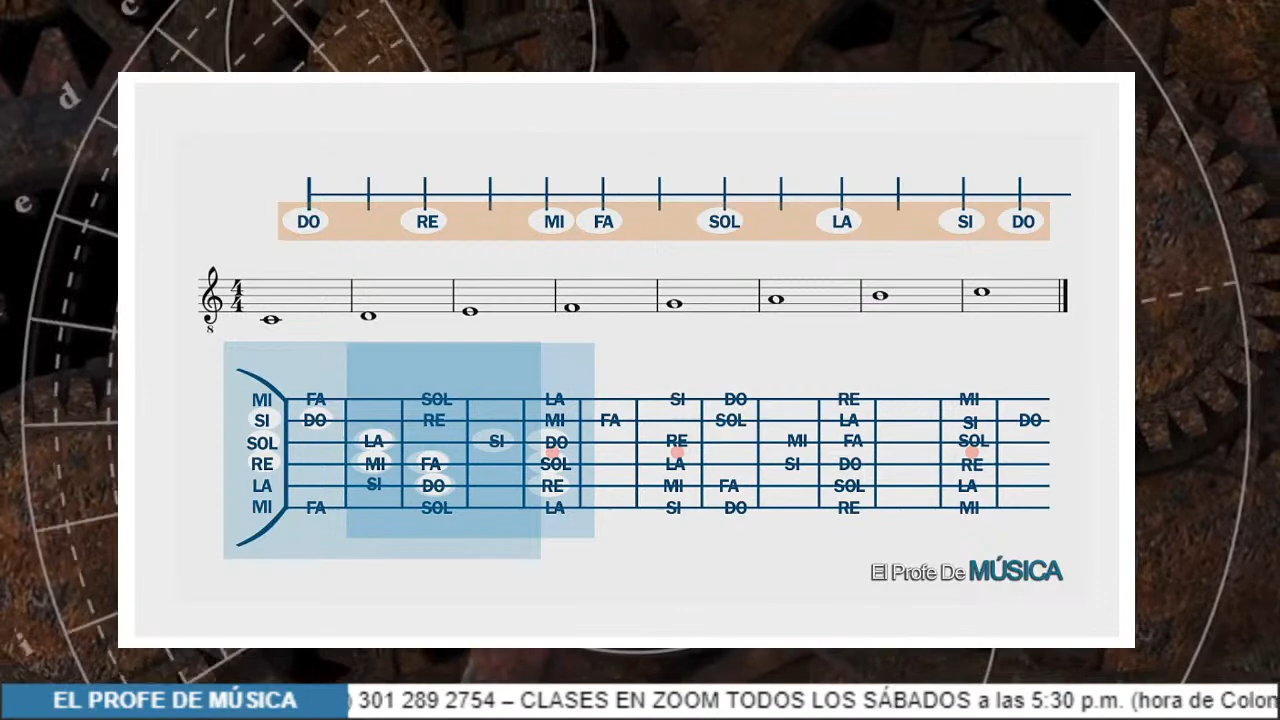 d
e
i
DO RE MI FA SOL LA SI DO
4
4
8
MI FA SOL LA SI DO RE MI
SI DO RE MI FA SOL LA SI DO
SOL LA SI DO RE MI FA SOL
RE MI FA SOL LA SI DO RE
LA SI DO RE MI FA SOL LA
MI FA SOL LA SI DO RE MI
El Profe De MÚSICA
EL PROFE DE MÚSICA ) 301 289 2754 – CLASES EN ZOOM TODOS LOS SÁBADOS a las 5:30 p.m. (hora de Colon